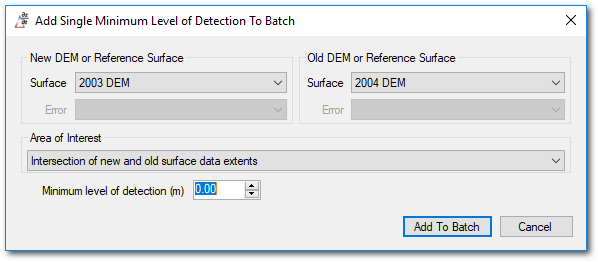 Add Single Minimum Level of Detection To Batch
New DEM or Reference Surface
Old DEM or Reference Surface
Surface 2003 DEM
Surface 2004 DEM
Error
Error
Area of Interest
Intersection of new and old surface data extents
Minimum level of detection (m) 0.00
Add To Batch
Cancel